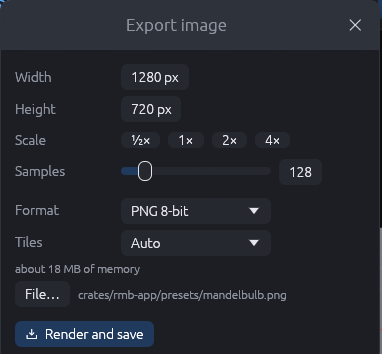 Export image
Width 1280 px
Height 720 px
Scale ½× 1× 2× 4×
Samples 128
Format PNG 8-bit
Tiles Auto
about 18 MB of memory
File... crates/rmb-app/presets/mandelbulb.png
Render and save